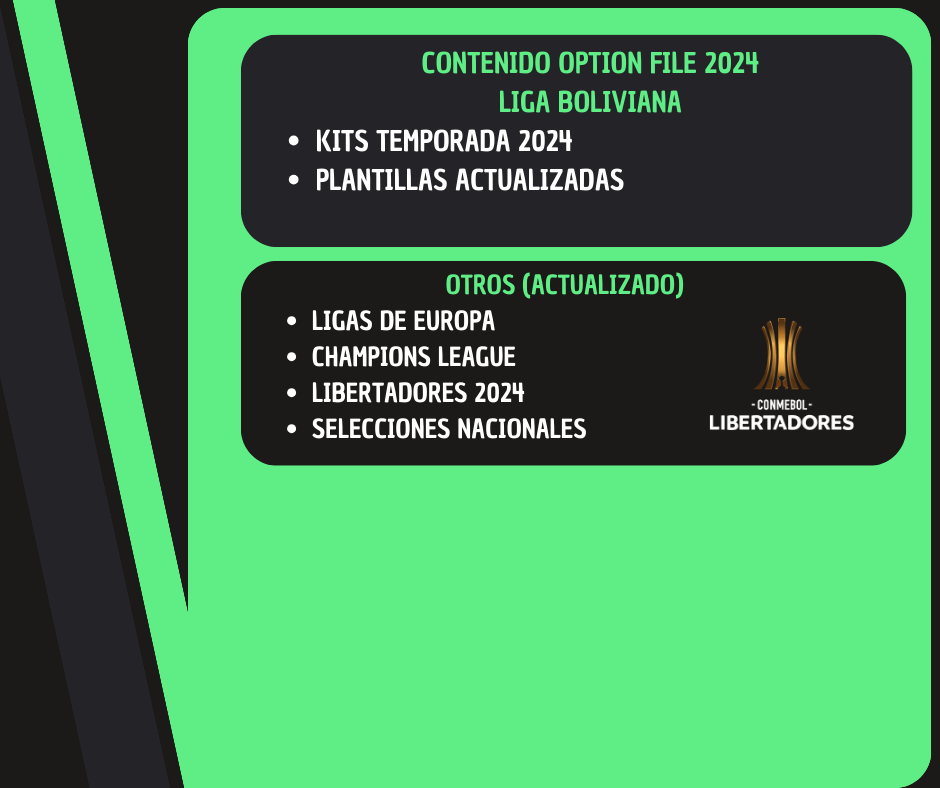 CONTENIDO OPTION FILE 2024
LIGA BOLIVIANA
• KITS TEMPORADA 2024
• PLANTILLAS ACTUALIZADAS
OTROS (ACTUALIZADO)
• LIGAS DE EUROPA
• CHAMPIONS LEAGUE
• LIBERTADORES 2024
• SELECCIONES NACIONALES
- CONMEBOL -
LIBERTADORES